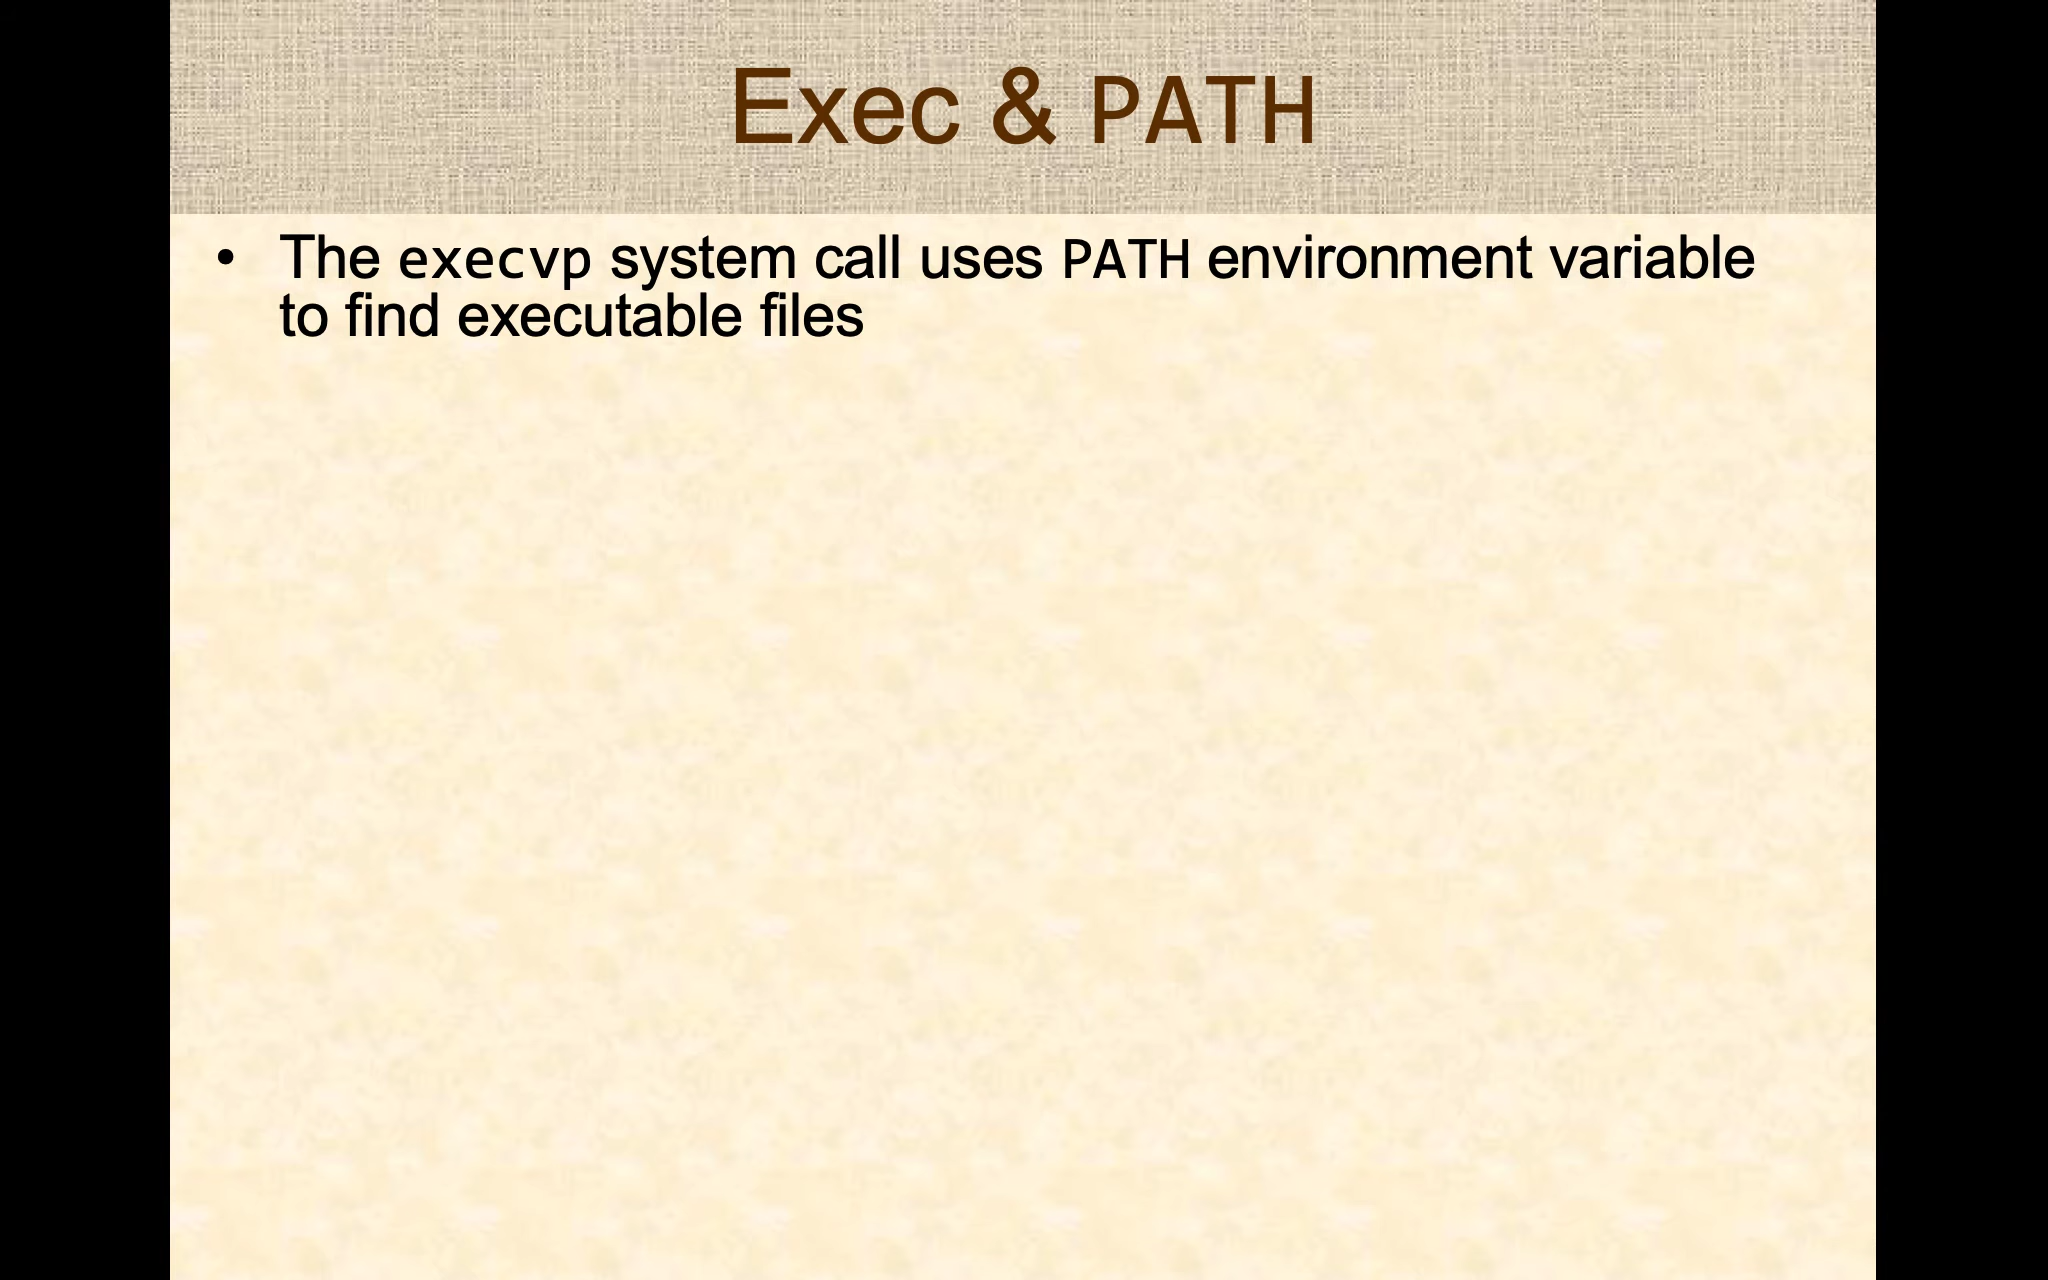 Exec & PATH
• The execvp system call uses PATH environment variable
to find executable files